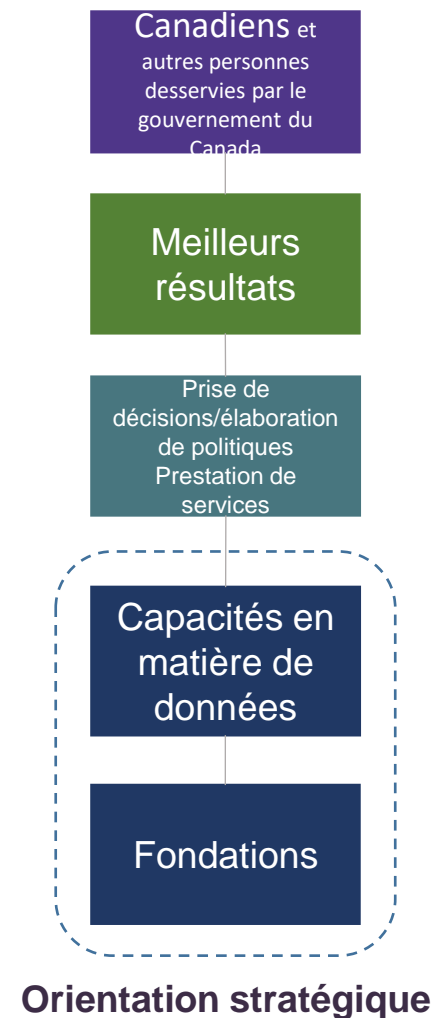 Canadiens et
autres personnes
desservies par le
gouvernement du
Canada
Meilleurs
résultats
Prise de
décisions/élaboration
de politiques
Prestation de
services
Capacités en
matière de
données
Fondations
Orientation stratégique